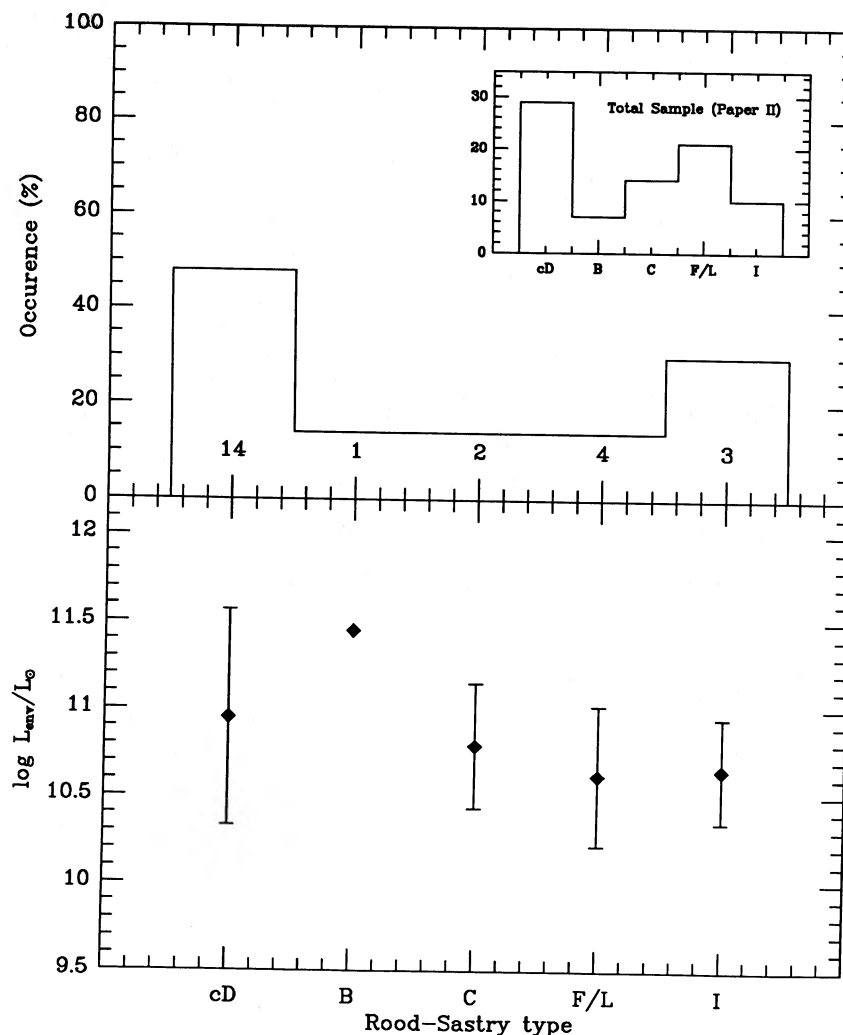 100
80
60
40
20
0
Occurence (%)
30
20
10
0
Total Sample (Paper II)
cD B C F/L I
14 1 2 4 3
12
11.5
11
10.5
10
9.5
log L_env/L_⊙
cD B C F/L I
Rood-Sastry type